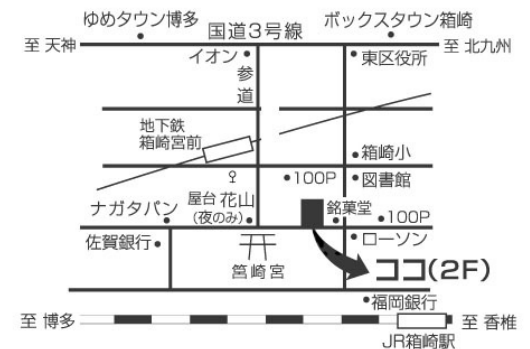 ゆめタウン博多
国道3号線
ボックスタウン箱崎
至 天神
至 北九州
イオン
東区役所
参道
地下鉄
箱崎宮前
箱崎小
100P
図書館
屋台 花山
(夜のみ)
銘菓堂
100P
ナガタパン
佐賀銀行
筥崎宮
ローソン
ココ(2F)
福岡銀行
至 博多
至 香椎
JR箱崎駅